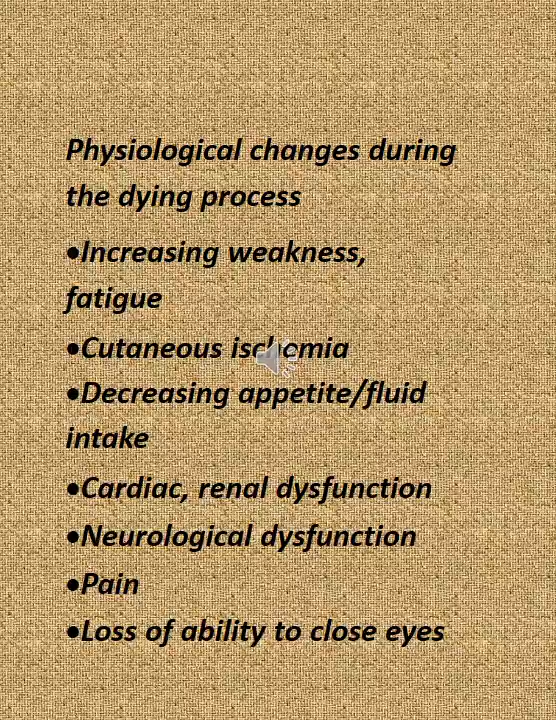 Physiological changes during
the dying process
•Increasing weakness,
fatigue
•Cutaneous ischemia
•Decreasing appetite/fluid
intake
•Cardiac, renal dysfunction
•Neurological dysfunction
•Pain
•Loss of ability to close eyes